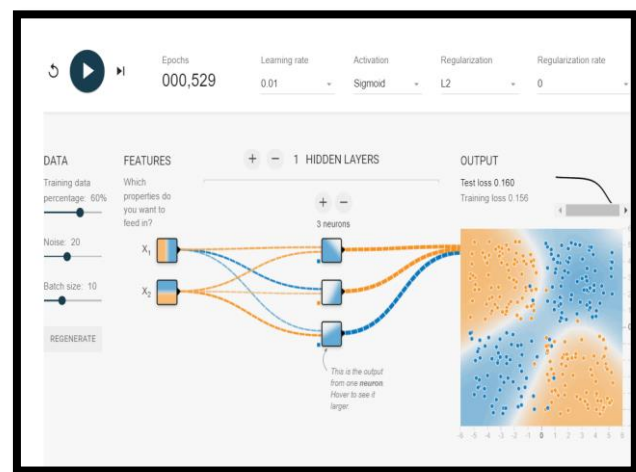 Epochs
000,529
Learning rate
0.01
Activation
Sigmoid
Regularization
L2
Regularization rate
0
DATA
Training data
percentage: 60%
Noise: 20
Batch size: 10
REGENERATE
FEATURES
Which
properties do
you want to
feed in?
X1
X2
+ − 1 HIDDEN LAYERS
+ −
3 neurons
This is the output
from one neuron.
Hover to see it
larger.
OUTPUT
Test loss 0.160
Training loss 0.156
-6 -5 -4 -3 -2 -1 0 1 2 3 4 5 6